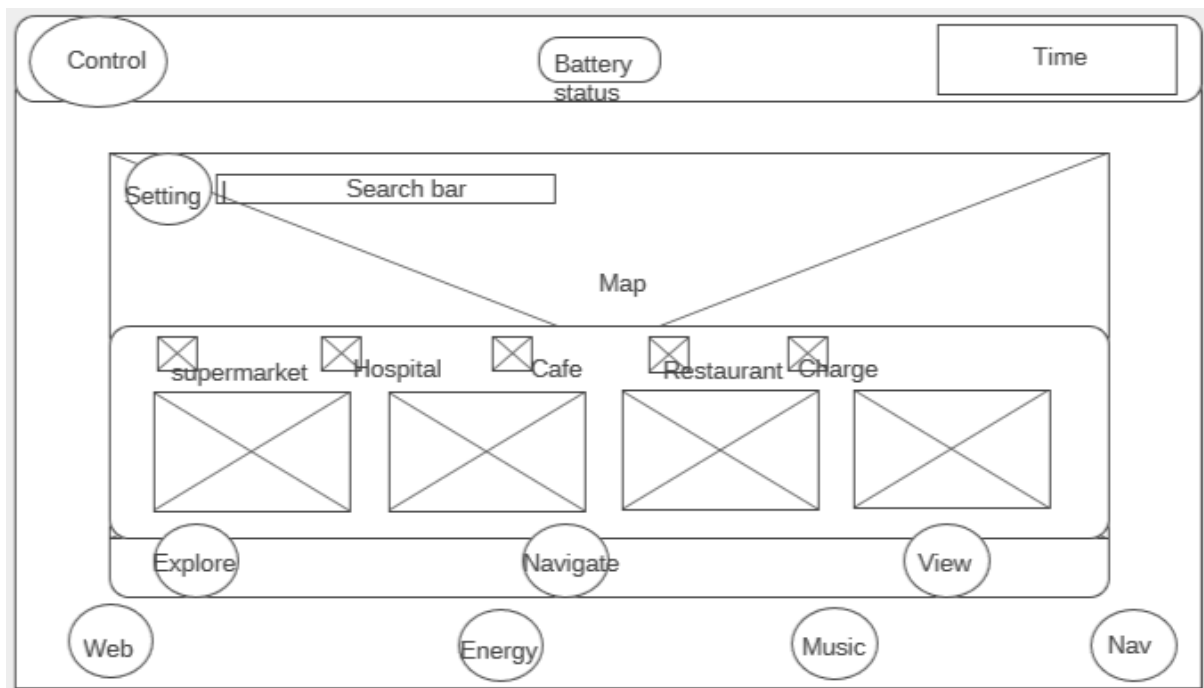 Control
Battery
status
Time
Setting
Search bar
Map
supermarket
Hospital
Cafe
Restaurant
Charge
Explore
Navigate
View
Web
Energy
Music
Nav